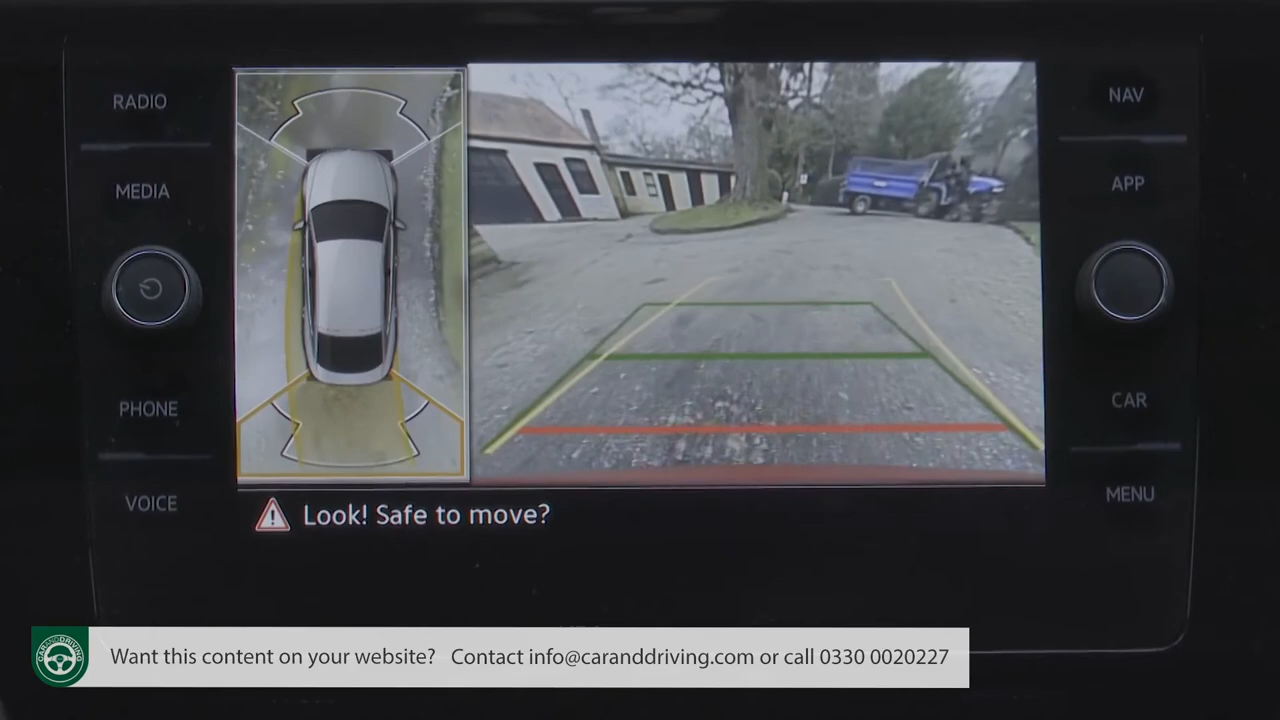 RADIO
MEDIA
PHONE
VOICE
NAV
APP
CAR
MENU
Look! Safe to move?
CARANDDRIVING
Want this content on your website? Contact info@caranddriving.com or call 0330 0020227